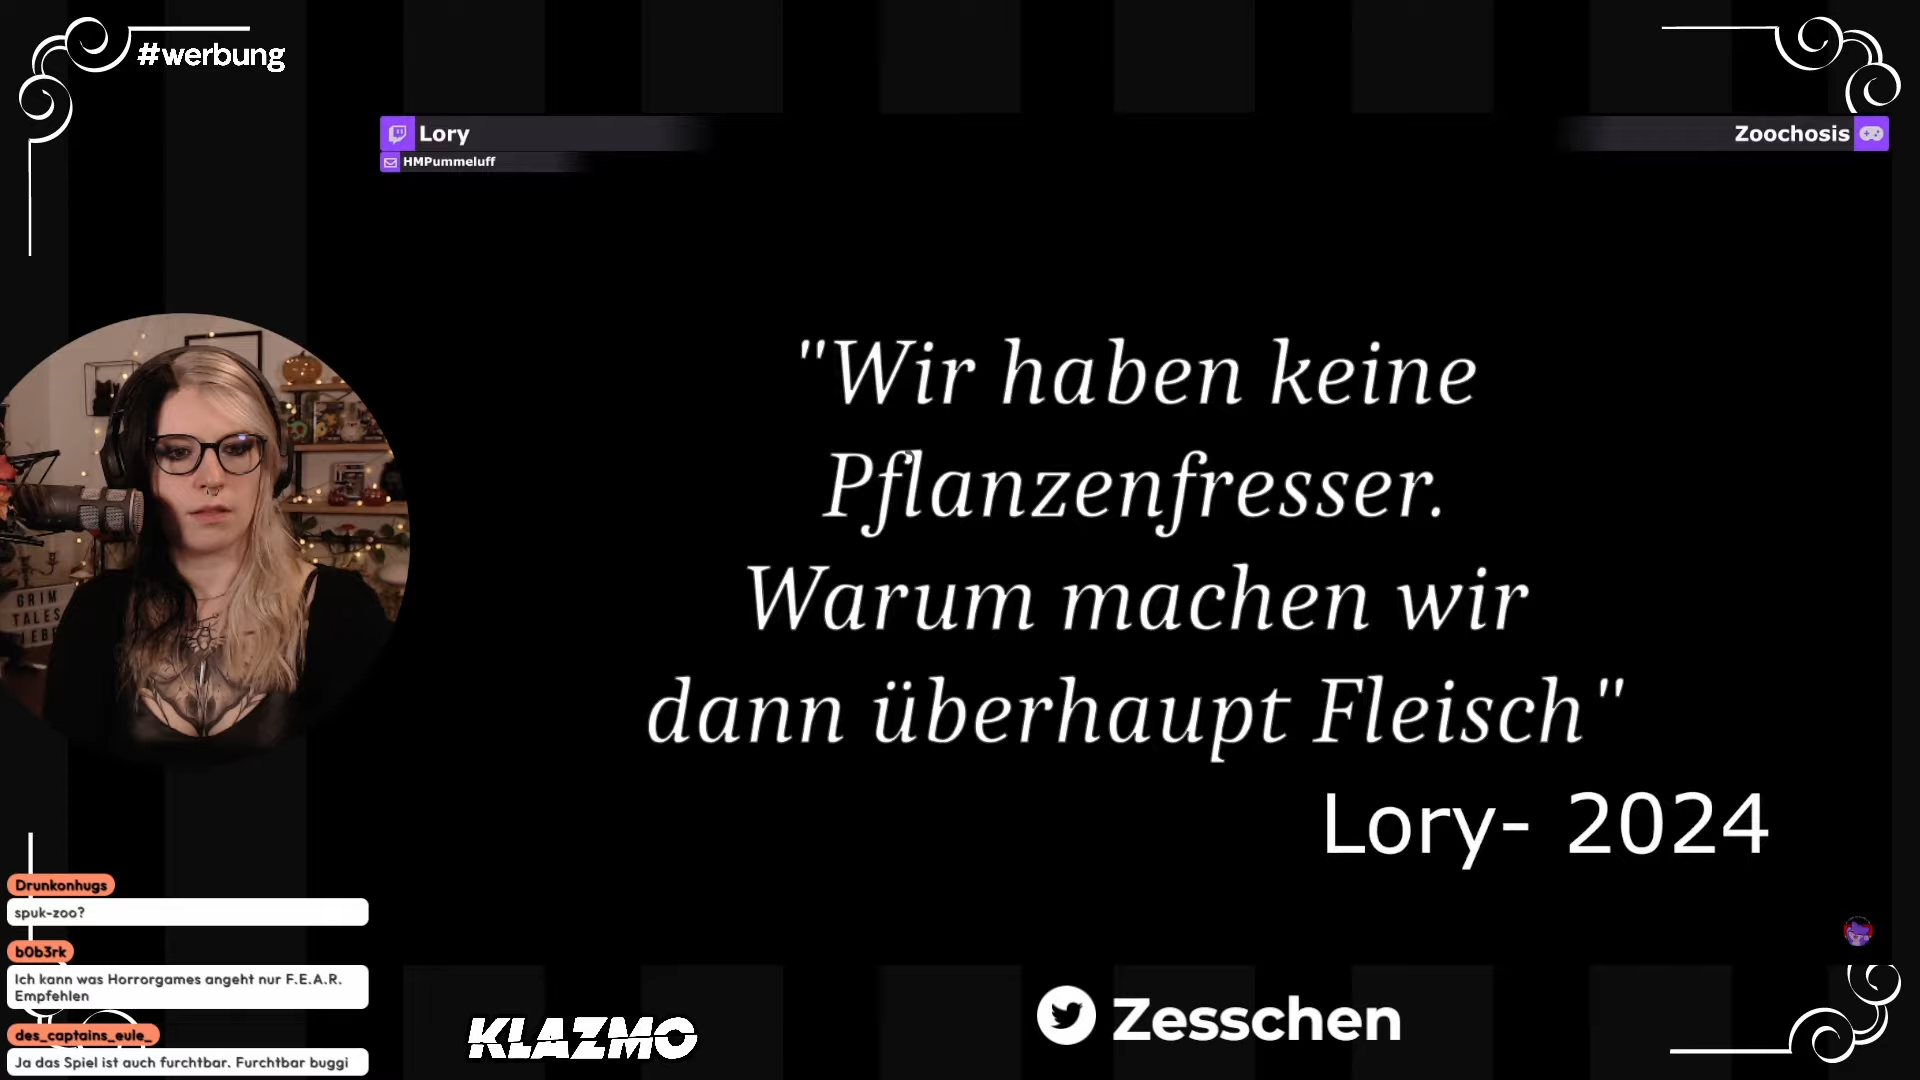 #werbung
Lory
HMPummeluff
Zoochosis
"Wir haben keine
Pflanzenfresser.
Warum machen wir
dann überhaupt Fleisch"
Lory- 2024
GRIM
TALES
Drunkonhugs
spuk-zoo?
b0b3rk
Ich kann was Horrorgames angeht nur F.E.A.R.
Empfehlen
des_captains_eule_
Ja das Spiel ist auch furchtbar. Furchtbar buggi
KLAZMO
Zesschen